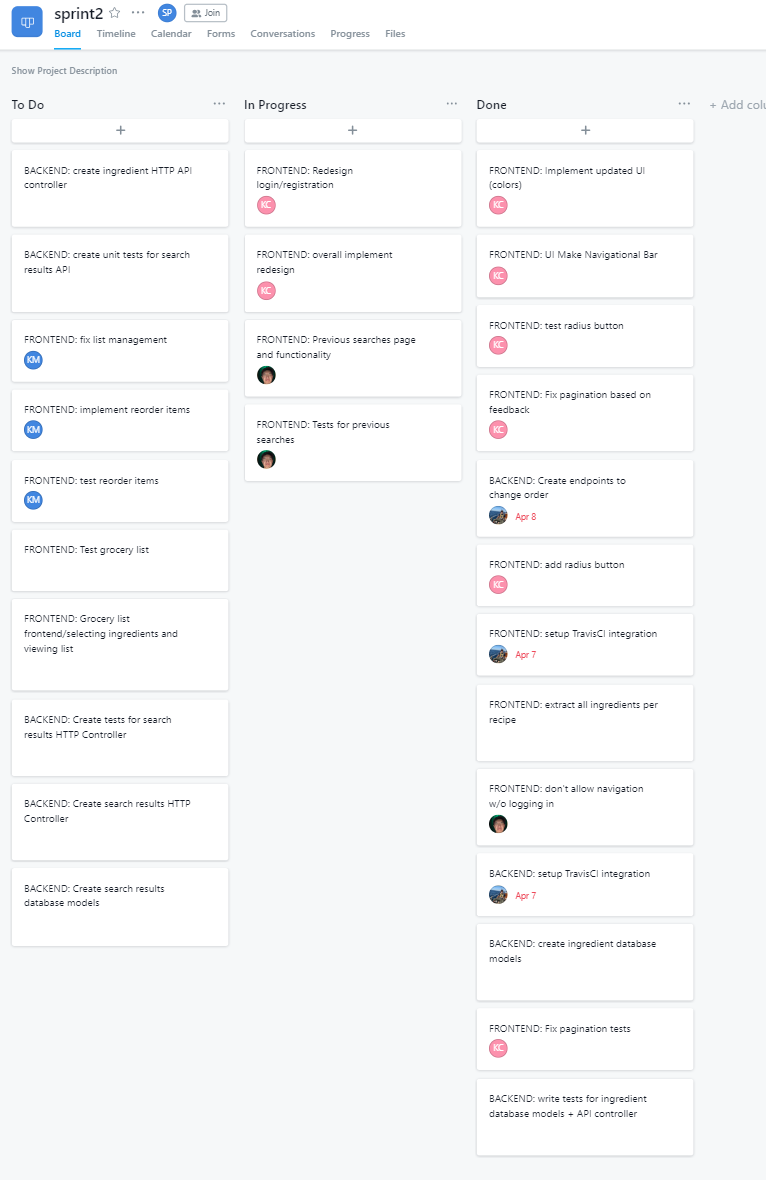 sprint2
SP
Join
Board Timeline Calendar Forms Conversations Progress Files
Show Project Description
To Do
BACKEND: create ingredient HTTP API
controller
BACKEND: create unit tests for search
results API
FRONTEND: fix list management
KM
FRONTEND: implement reorder items
KM
FRONTEND: test reorder items
KM
FRONTEND: Test grocery list
FRONTEND: Grocery list
frontend/selecting ingredients and
viewing list
BACKEND: Create tests for search
results HTTP Controller
BACKEND: Create search results HTTP
Controller
BACKEND: Create search results
database models
In Progress
FRONTEND: Redesign
login/registration
KC
FRONTEND: overall implement
redesign
KC
FRONTEND: Previous searches page
and functionality
FRONTEND: Tests for previous
searches
Done
FRONTEND: Implement updated UI
(colors)
KC
FRONTEND: UI Make Navigational Bar
KC
FRONTEND: test radius button
KC
FRONTEND: Fix pagination based on
feedback
KC
BACKEND: Create endpoints to
change order
Apr 8
FRONTEND: add radius button
KC
FRONTEND: setup TravisCI integration
Apr 7
FRONTEND: extract all ingredients per
recipe
FRONTEND: don't allow navigation
w/o logging in
BACKEND: setup TravisCI integration
Apr 7
BACKEND: create ingredient database
models
FRONTEND: Fix pagination tests
KC
BACKEND: write tests for ingredient
database models + API controller
+ Add colu